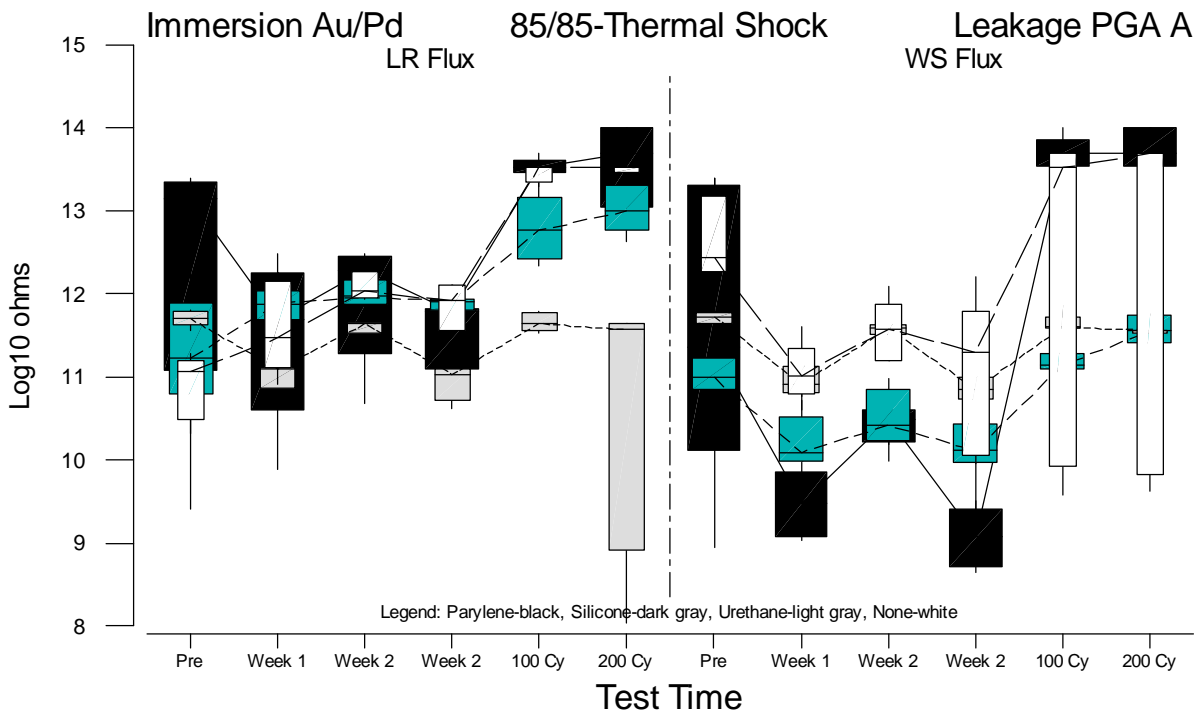 Immersion Au/Pd 85/85-Thermal Shock Leakage PGA A
LR Flux WS Flux
Log10 ohms
15
14
13
12
11
10
9
8
Legend: Parylene-black, Silicone-dark gray, Urethane-light gray, None-white
Pre Week 1 Week 2 Week 2 100 Cy 200 Cy Pre Week 1 Week 2 Week 2 100 Cy 200 Cy
Test Time